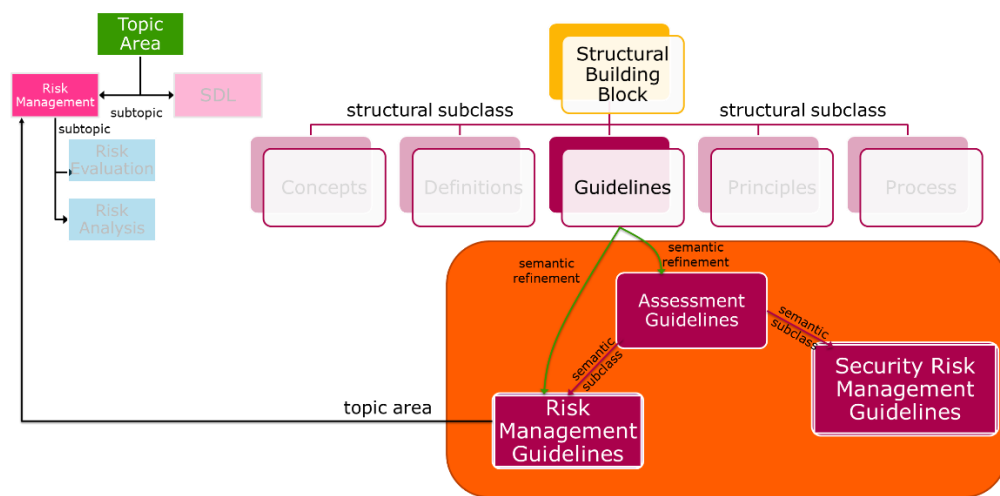 Topic
Area
Risk
Management
SDL
subtopic
subtopic
Risk
Evaluation
Risk
Analysis
Structural
Building
Block
structural subclass
structural subclass
Concepts
Definitions
Guidelines
Principles
Process
semantic
refinement
semantic
refinement
Assessment
Guidelines
semantic
subclass
semantic
subclass
Security Risk
Management
Guidelines
topic area
Risk
Management
Guidelines